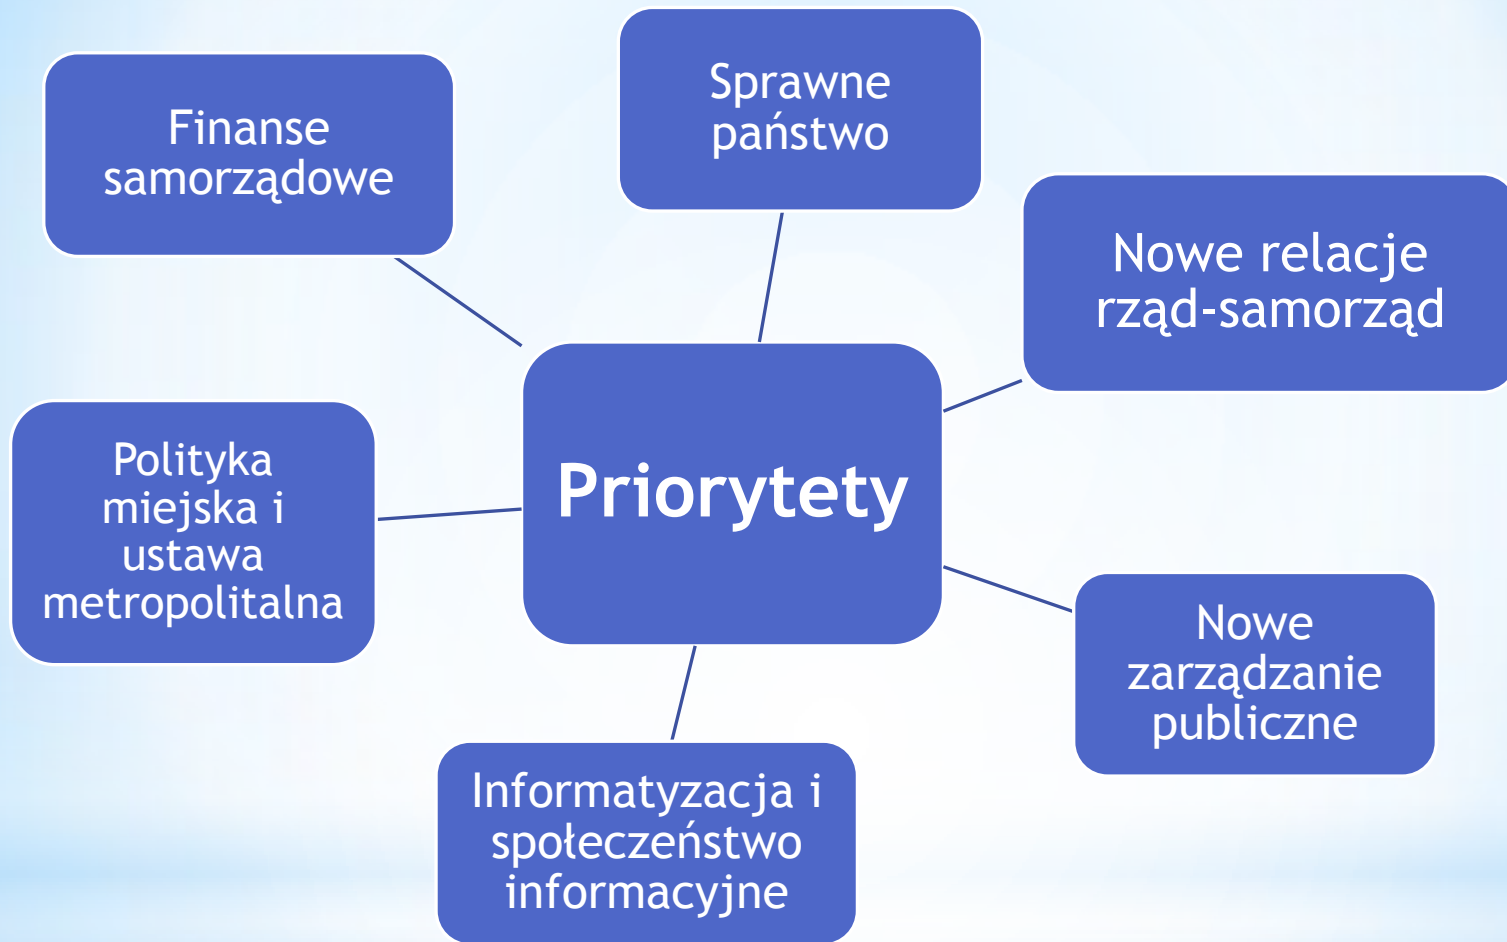 Sprawne
państwo
Finanse
samorządowe
Nowe relacje
rząd-samorząd
Priorytety
Polityka
miejska i
ustawa
metropolitalna
Nowe
zarządzanie
publiczne
Informatyzacja i
społeczeństwo
informacyjne